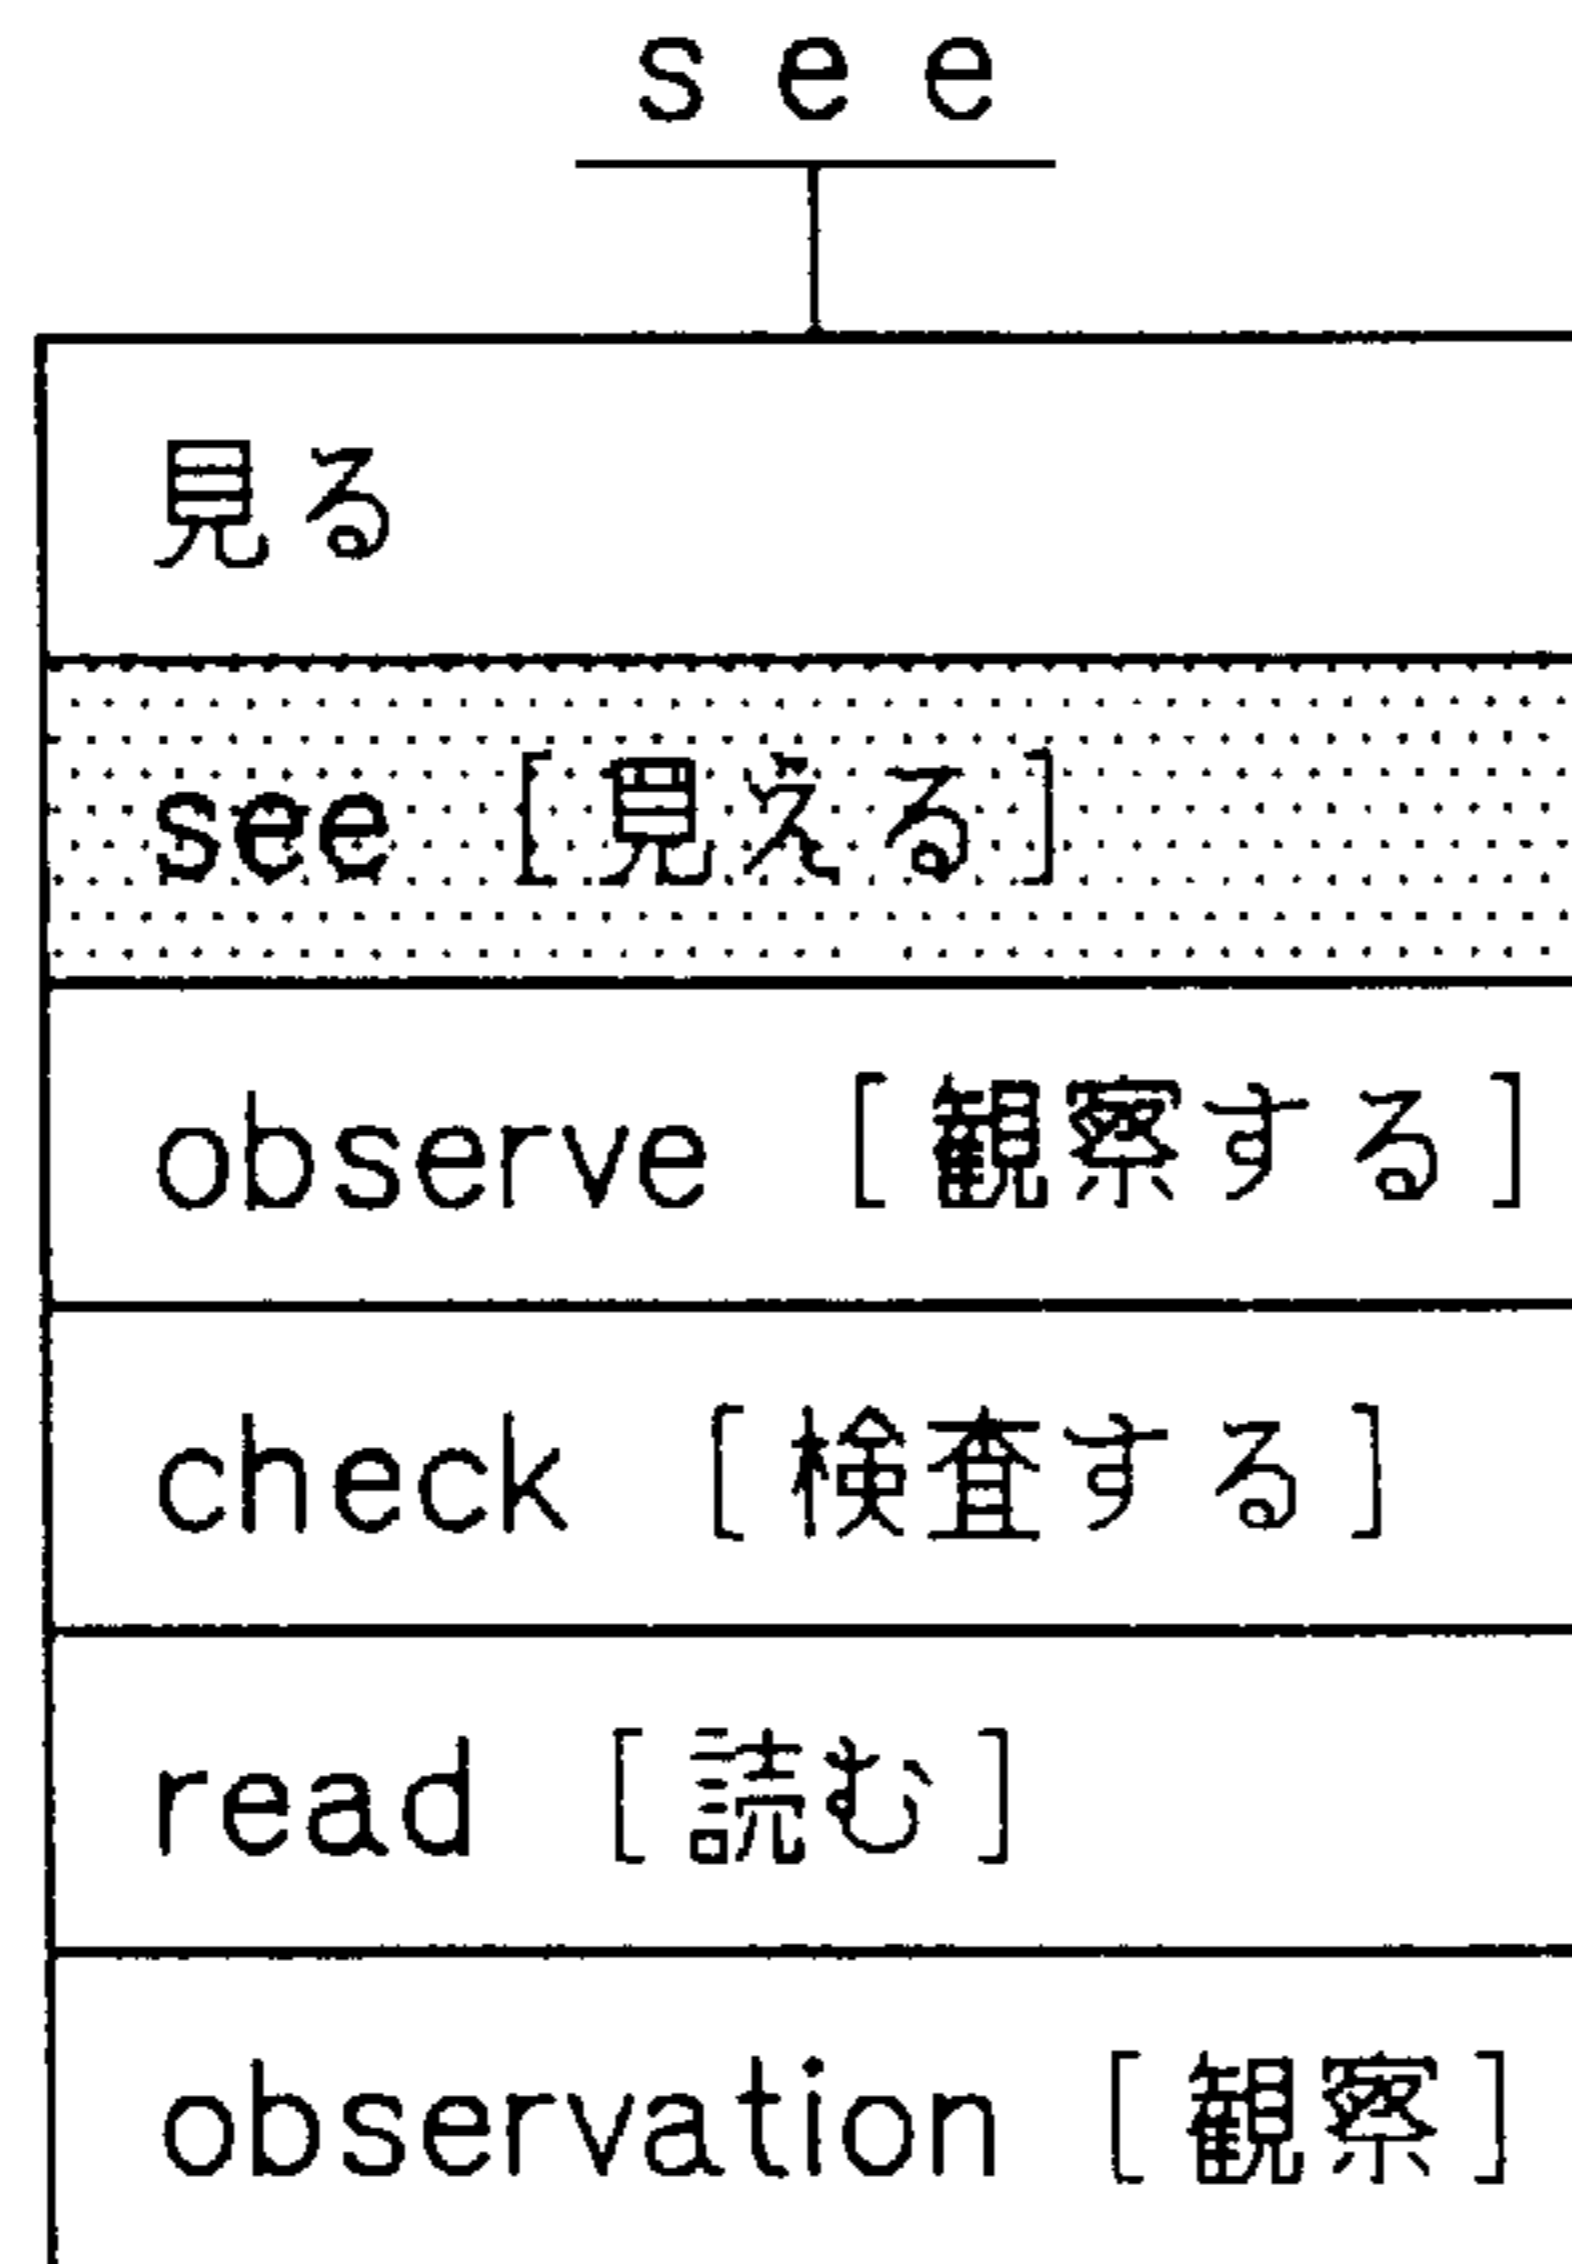 see
見る
see [見える]
observe [観察する]
check [検査する]
read [読む]
observation [観察]